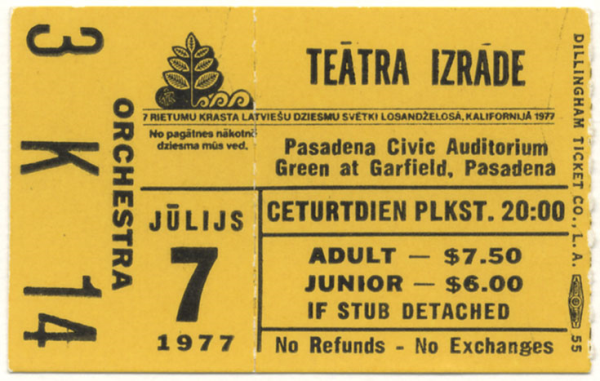 3 K 14
ORCHESTRA
TEĀTRA IZRĀDE
7 RIETUMU KRASTA LATVIEŠU DZIESMU SVĒTKI LOSANDŽELOSĀ, KALIFORNIJĀ 1977
No pagātnes nākotnē
dziesma mūs ved.
Pasadena Civic Auditorium
Green at Garfield, Pasadena
JŪLIJS
7
1977
CETURTDIEN PLKST. 20:00
ADULT — $7.50
JUNIOR — $6.00
IF STUB DETACHED
No Refunds - No Exchanges
DILLINGHAM TICKET CO., L. A. 55